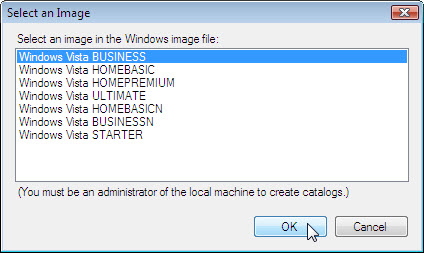 Select an Image
Select an image in the Windows image file:
Windows Vista BUSINESS
Windows Vista HOMEBASIC
Windows Vista HOMEPREMIUM
Windows Vista ULTIMATE
Windows Vista HOMEBASICN
Windows Vista BUSINESSN
Windows Vista STARTER
(You must be an administrator of the local machine to create catalogs.)
OK Cancel